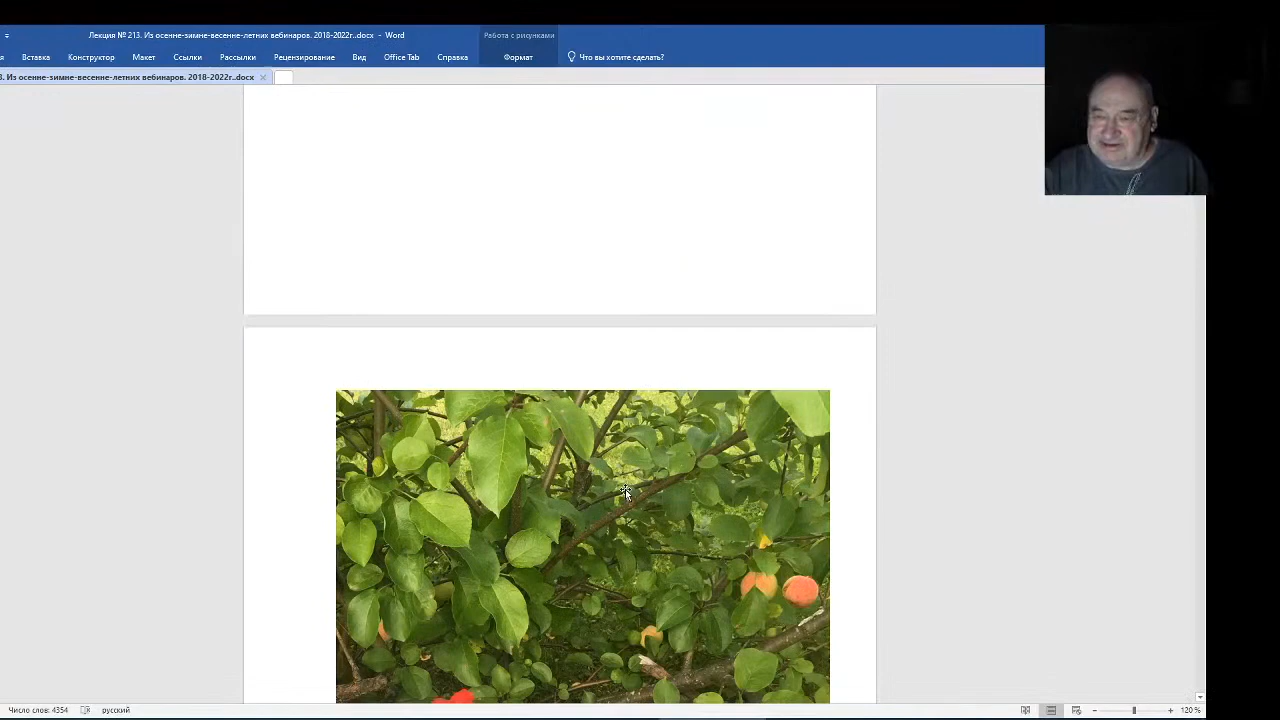 Лекция № 213. Из осенне-зимне-весенне-летних вебинаров. 2018-2022г..docx - Word
Работа с рисунками
Вставка Конструктор Макет Ссылки Рассылки Рецензирование Вид Office Tab Справка Формат Что вы хотите сделать?
3. Из осенне-зимне-весенне-летних вебинаров. 2018-2022г..docx
Число слов: 4354 русский 120 %